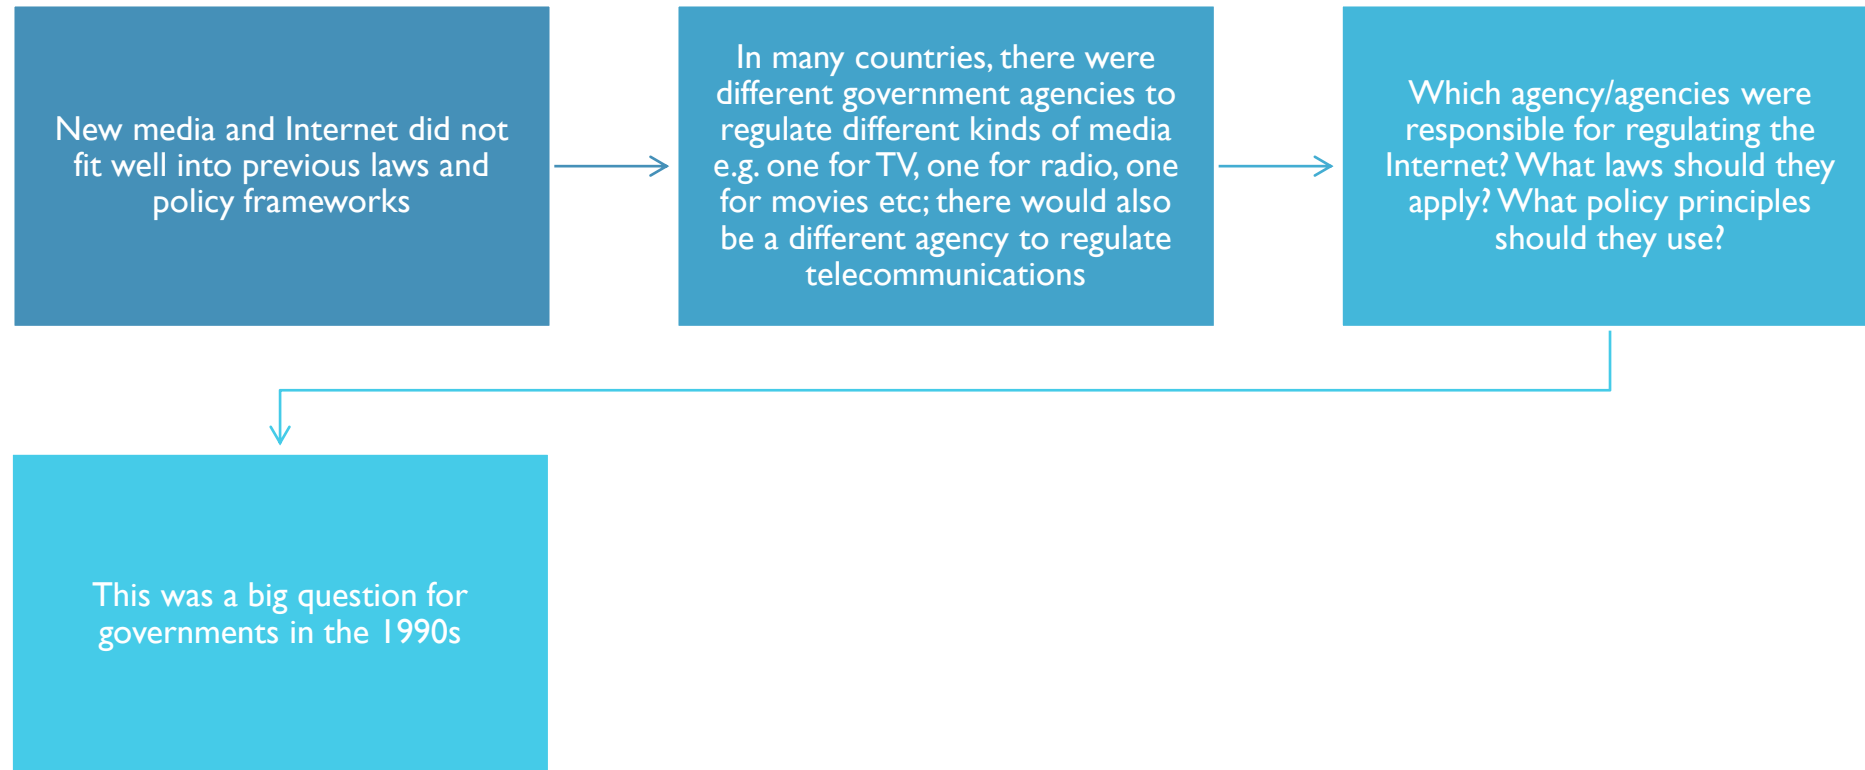 New media and Internet did not
fit well into previous laws and
policy frameworks
In many countries, there were
different government agencies to
regulate different kinds of media
e.g. one for TV, one for radio, one
for movies etc; there would also
be a different agency to regulate
telecommunications
Which agency/agencies were
responsible for regulating the
Internet? What laws should they
apply? What policy principles
should they use?
This was a big question for
governments in the 1990s